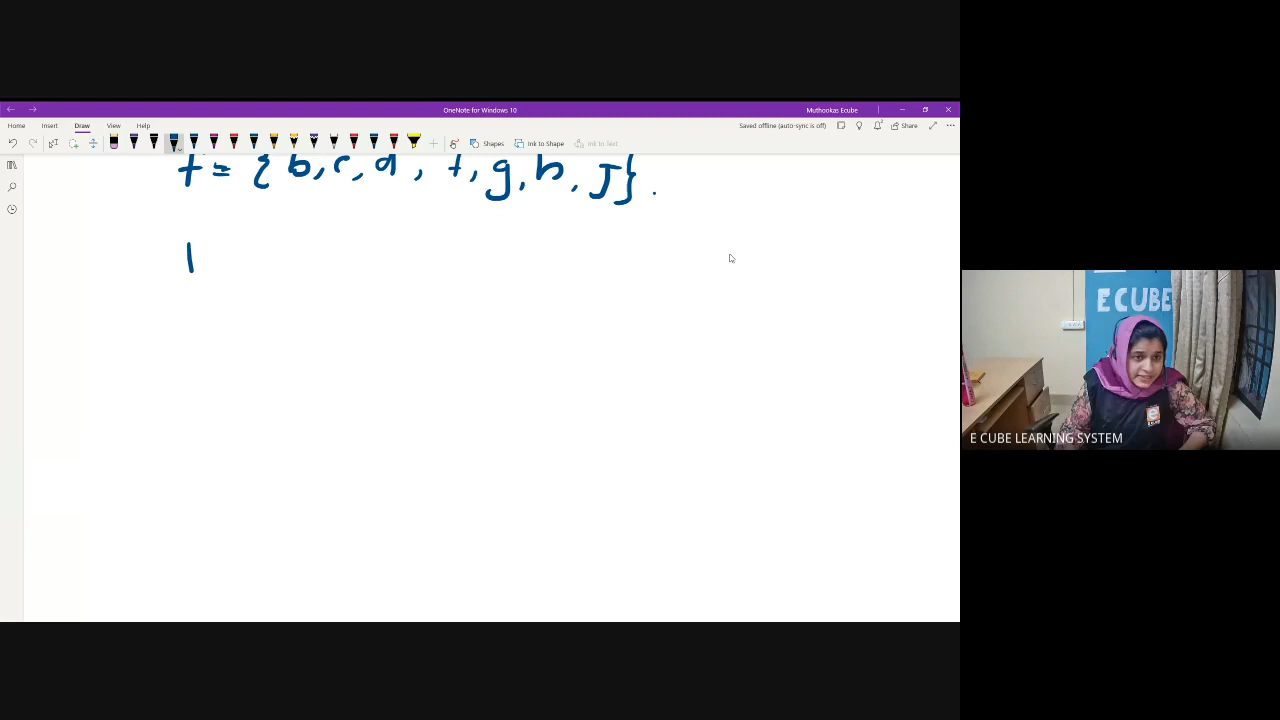 OneNote for Windows 10
Muthookas Ecube
Home Insert Draw View Help
Saved offline (auto-sync is off)
Share
Shapes
Ink to Shape
Ink to Text
= {b, c, d, f, g, h, j}.
ECUBE
E CUBE LEARNING SYSTEM